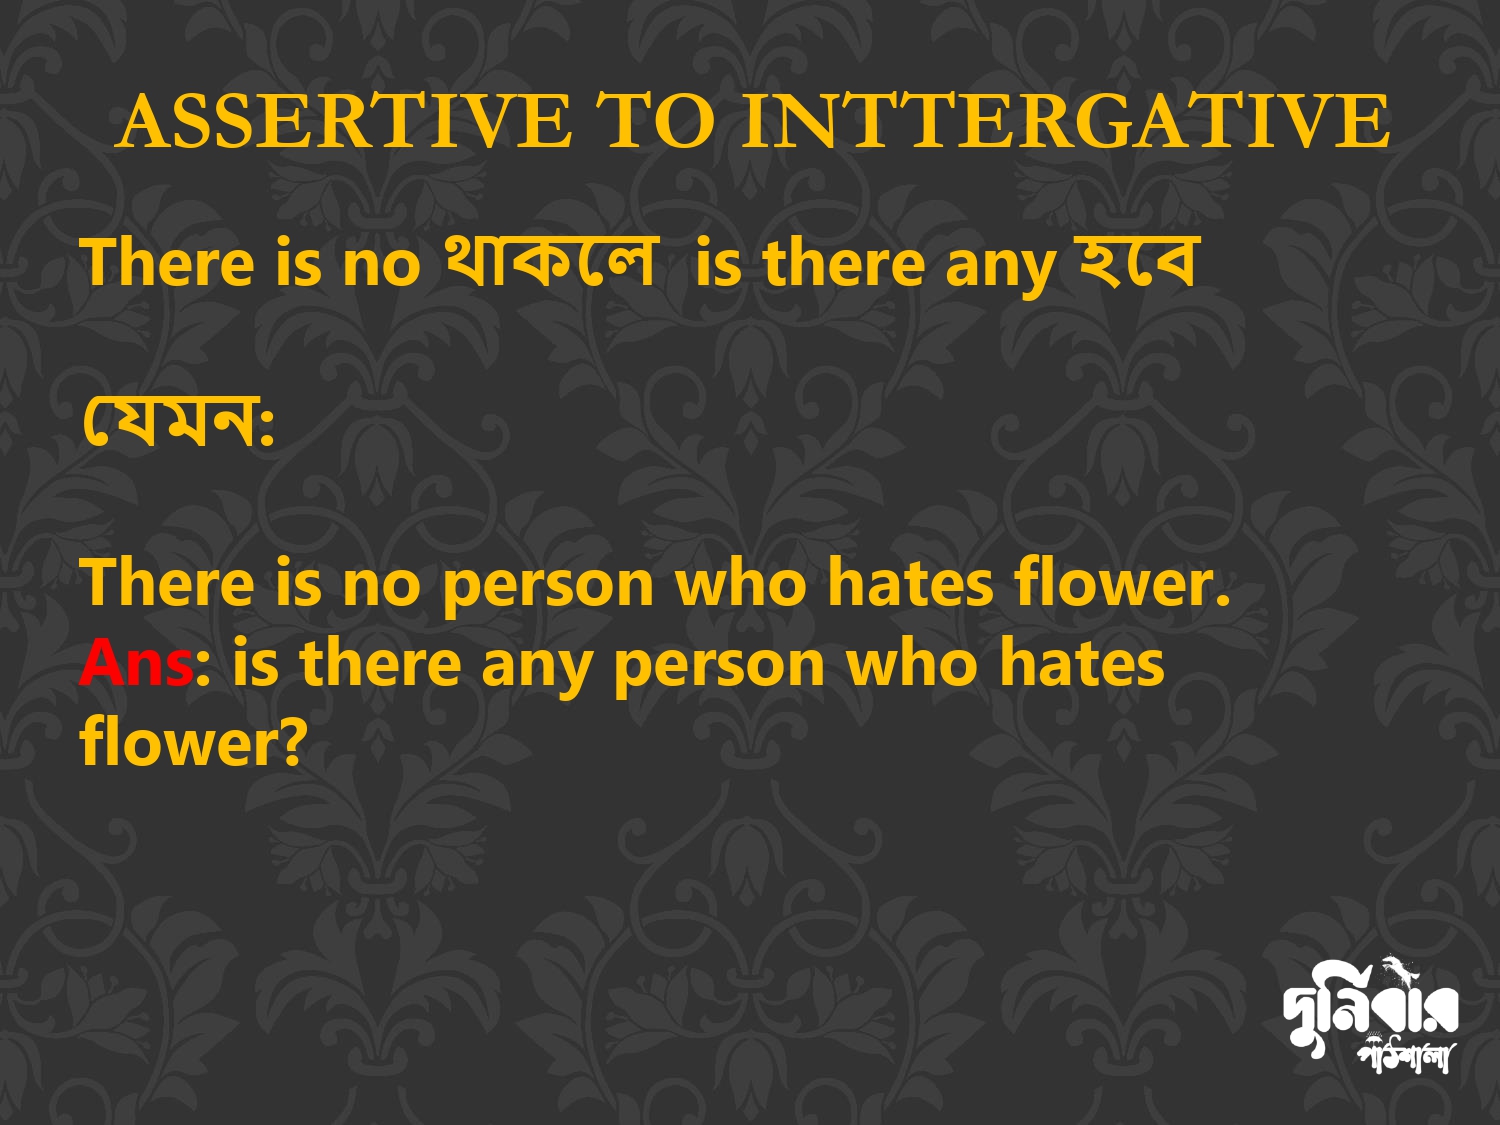 ASSERTIVE TO INTTERGATIVE
There is no থাকলে is there any হবে
যেমন:
There is no person who hates flower.
Ans: is there any person who hates
flower?
দুর্নিবার
পাঠশালা